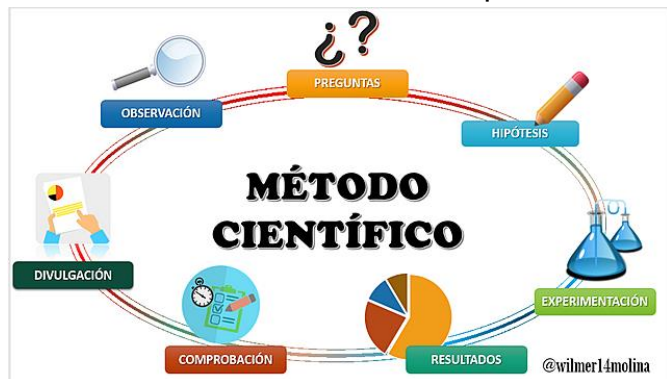 ¿?
PREGUNTAS
OBSERVACIÓN
HIPÓTESIS
MÉTODO
CIENTÍFICO
DIVULGACIÓN
EXPERIMENTACIÓN
COMPROBACIÓN
RESULTADOS
@wilmer14molina